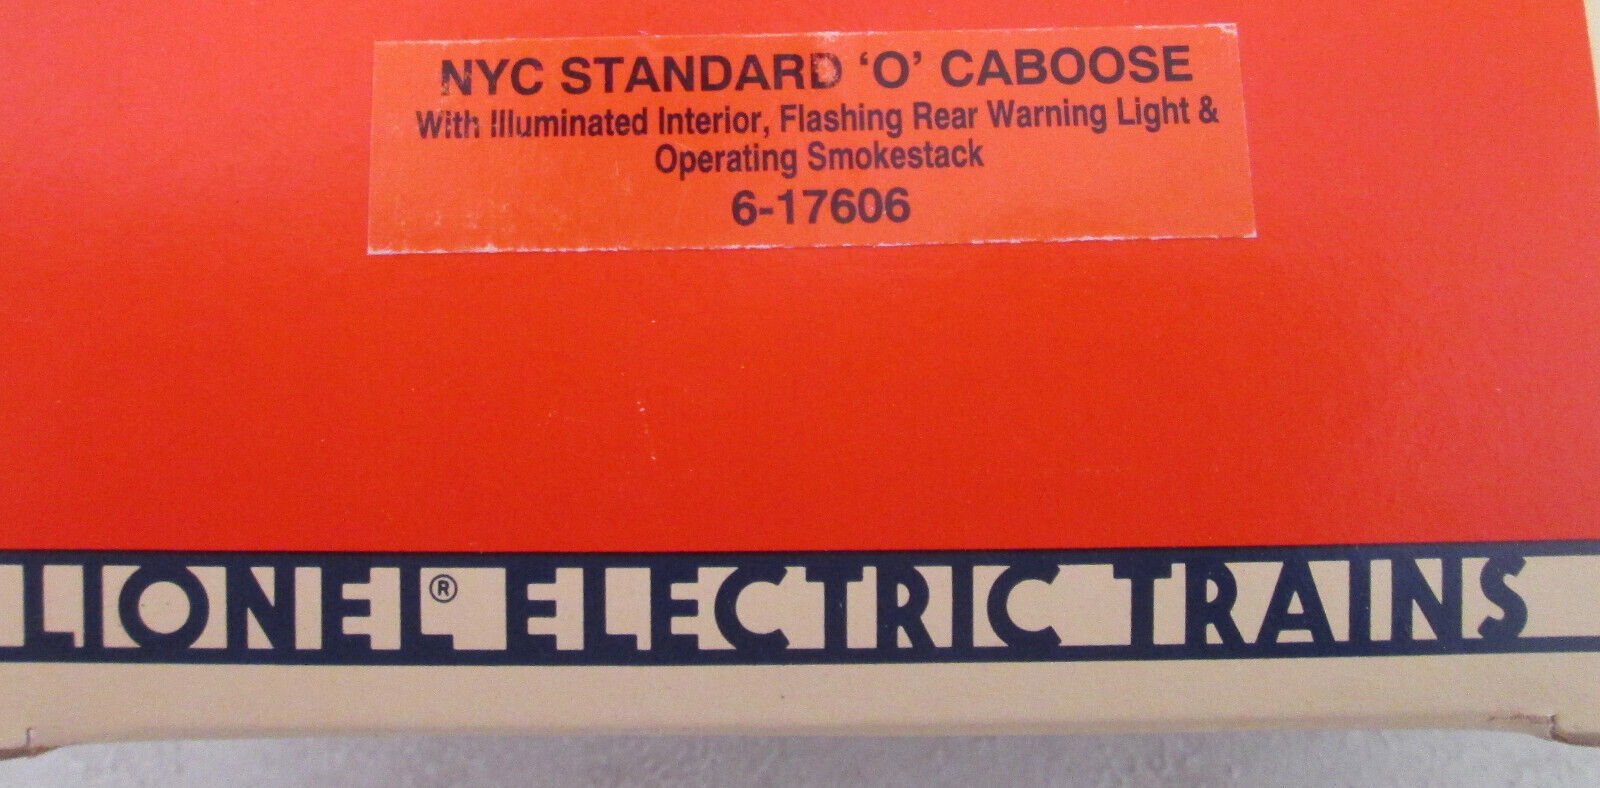 NYC STANDARD ‘O’ CABOOSE
With Illuminated Interior, Flashing Rear Warning Light &
Operating Smokestack
6-17606
LIONEL® ELECTRIC TRAINS